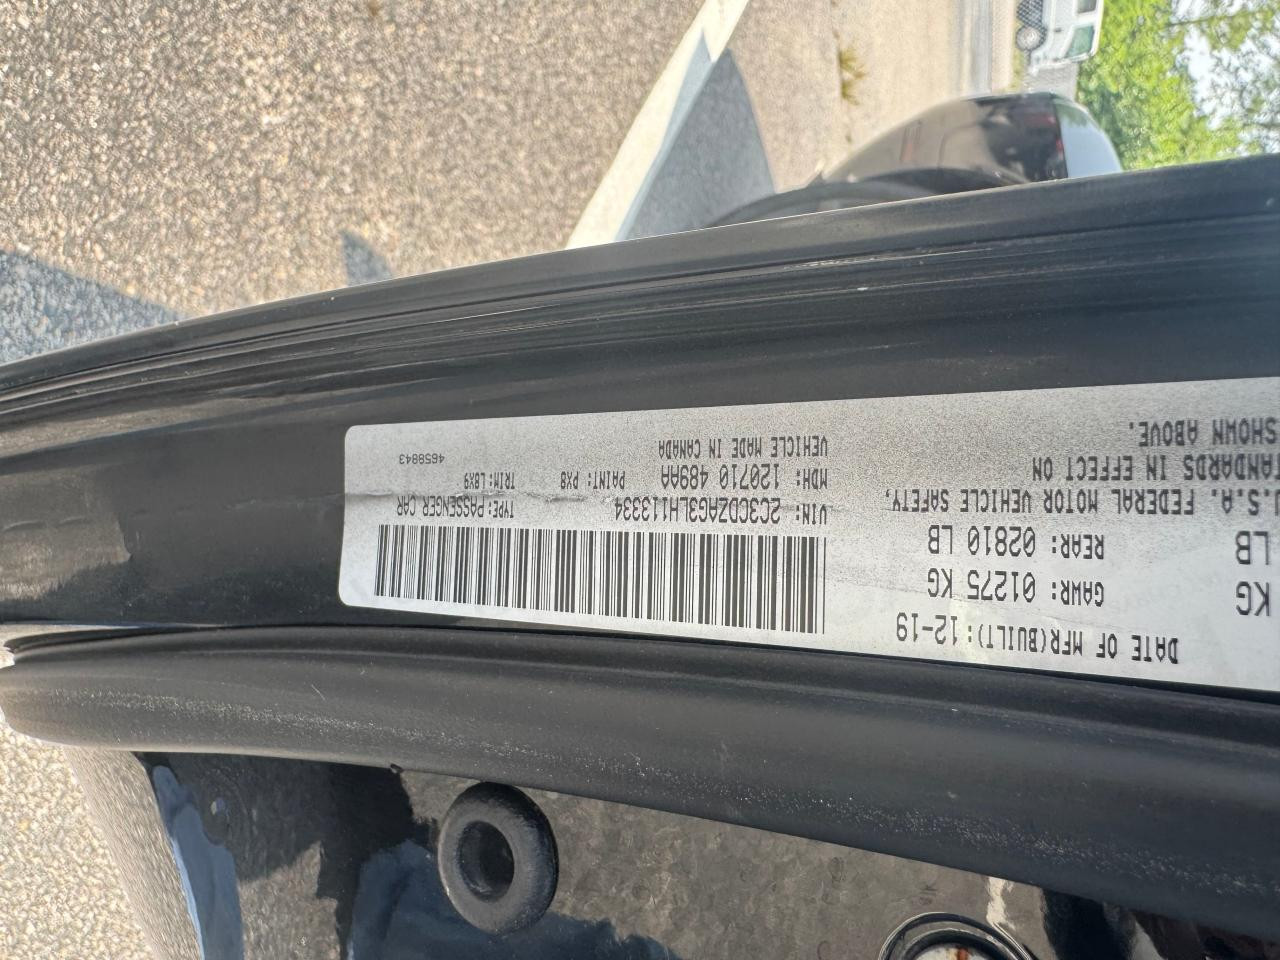 DATE OF MFR(BUILT): 12-19
KG GAWR: 01275 KG
LB REAR: 02810 LB
U.S.A. FEDERAL MOTOR VEHICLE SAFETY,
STANDARDS IN EFFECT ON
SHOWN ABOVE.
VIN: 2C3CDZAG3LH113334 TYPE: PASSENGER CAR
MDH: 120710 489AA PAINT: PX8 TRIM: L8X9
VEHICLE MADE IN CANADA 4658843